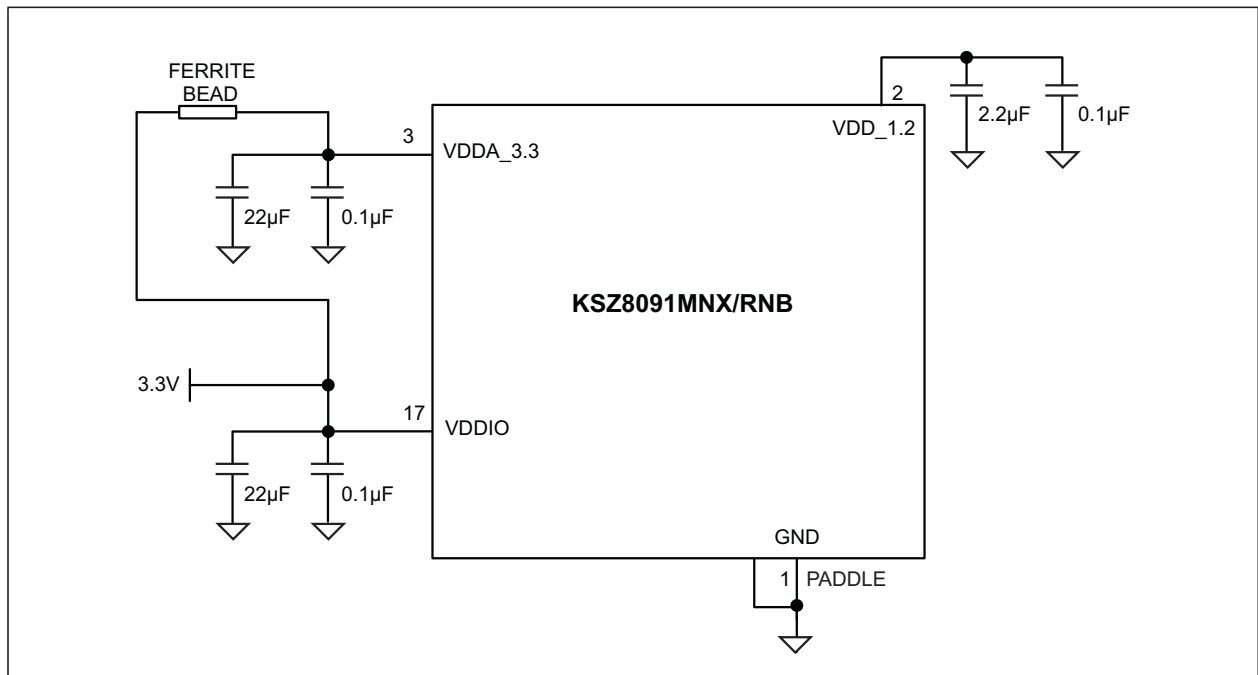 FERRITE
BEAD
2
3
VDDA_3.3
VDD_1.2
2.2µF
0.1µF
22µF
0.1µF
KSZ8091MNX/RNB
3.3V
17
VDDIO
22µF
0.1µF
GND
1
PADDLE